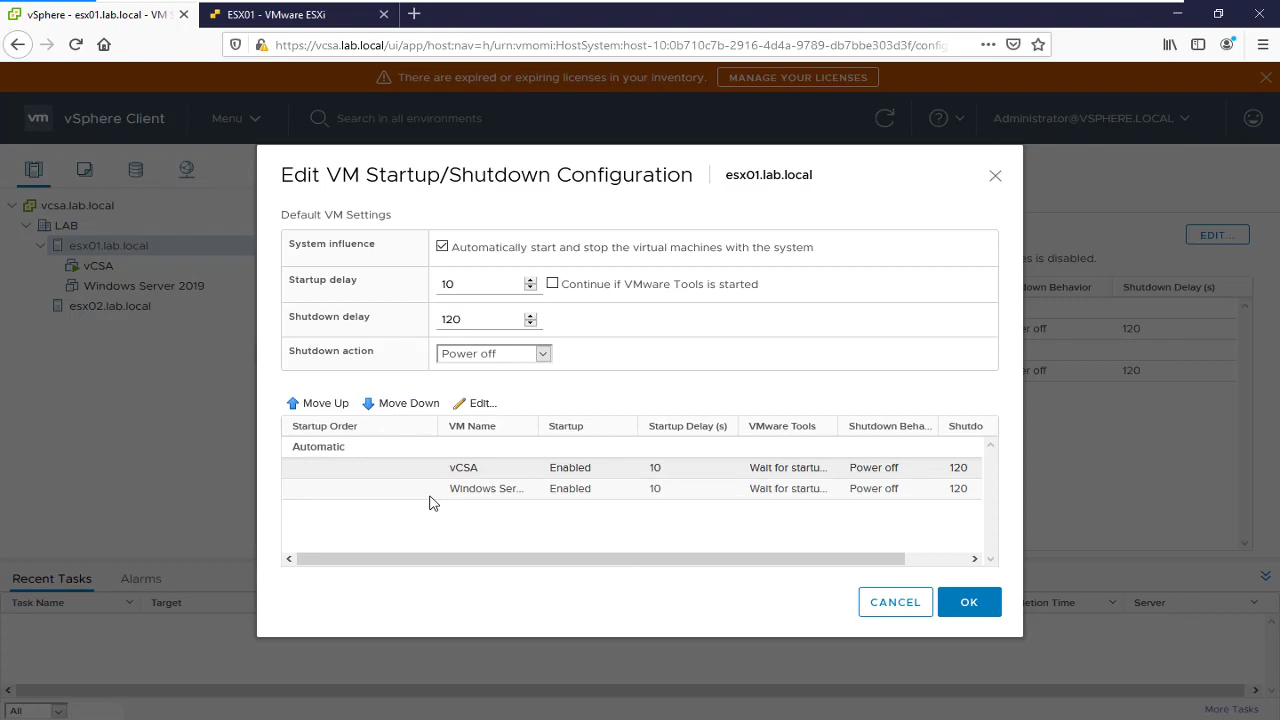 vSphere - esx01.lab.local - VM S
ESX01 - VMware ESXi
https://vcsa.lab.local/ui/app/host:nav=h/urn:vmomi:HostSystem:host-10:0b710c7b-2916-4d4a-9789-db7bbe303d3f/config
There are expired or expiring licenses in your inventory. MANAGE YOUR LICENSES
vm vSphere Client Menu Search in all environments Administrator@VSPHERE.LOCAL
vcsa.lab.local
LAB
esx01.lab.local
vCSA
Windows Server 2019
esx02.lab.local
Edit VM Startup/Shutdown Configuration esx01.lab.local
Default VM Settings
System influence Automatically start and stop the virtual machines with the system
Startup delay 10 Continue if VMware Tools is started
Shutdown delay 120
Shutdown action Power off
Move Up Move Down Edit...
Startup Order VM Name Startup Startup Delay (s) VMware Tools Shutdown Beha... Shutdo
Automatic
vCSA Enabled 10 Wait for startu... Power off 120
Windows Ser... Enabled 10 Wait for startu... Power off 120
CANCEL OK
EDIT...
es is disabled.
down Behavior Shutdown Delay (s)
er off 120
er off 120
Recent Tasks Alarms
Task Name Target letion Time Server
All More Tasks